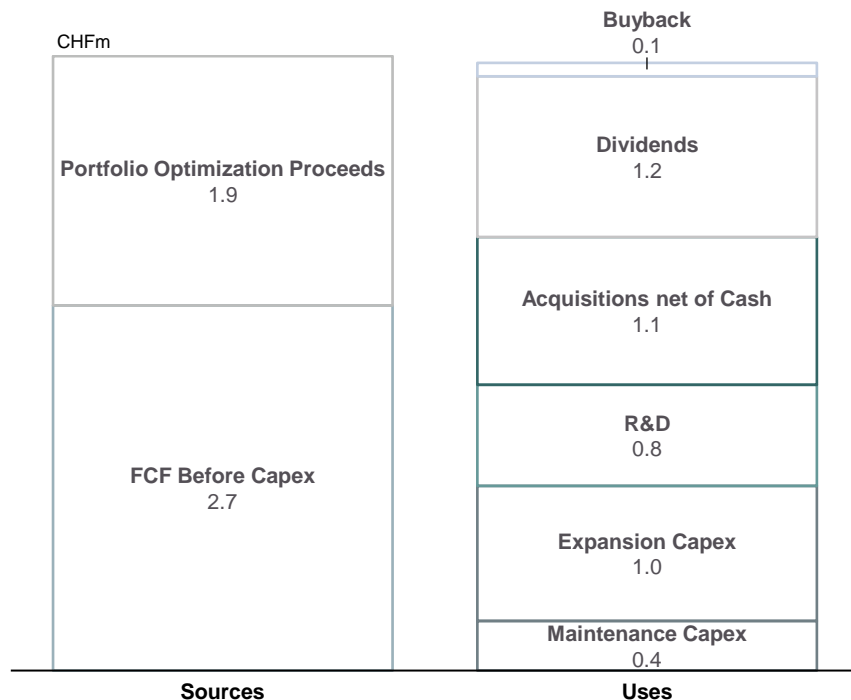 CHFm
Portfolio Optimization Proceeds
1.9
FCF Before Capex
2.7
Sources
Buyback
0.1
Dividends
1.2
Acquisitions net of Cash
1.1
R&D
0.8
Expansion Capex
1.0
Maintenance Capex
0.4
Uses